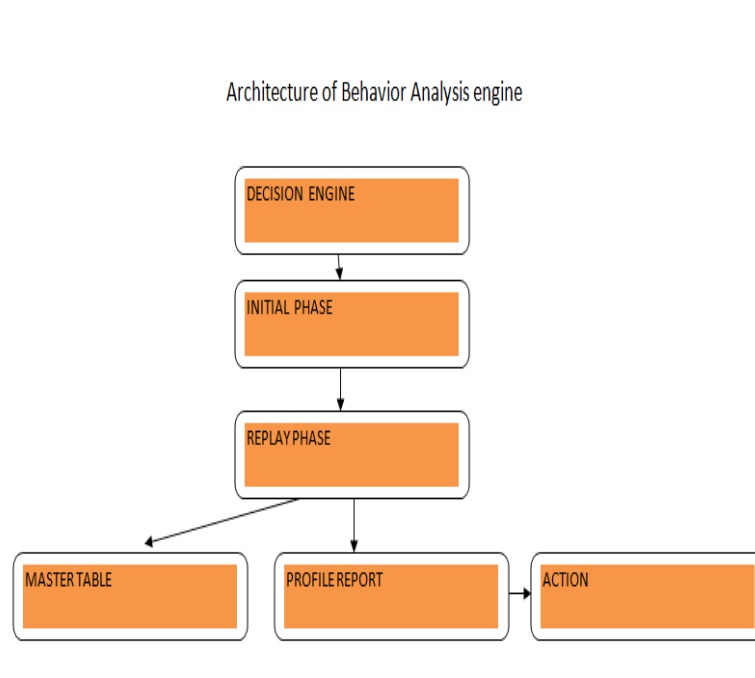 Architecture of Behavior Analysis engine
DECISION ENGINE
INITIAL PHASE
REPLAY PHASE
MASTER TABLE
PROFILE REPORT
ACTION